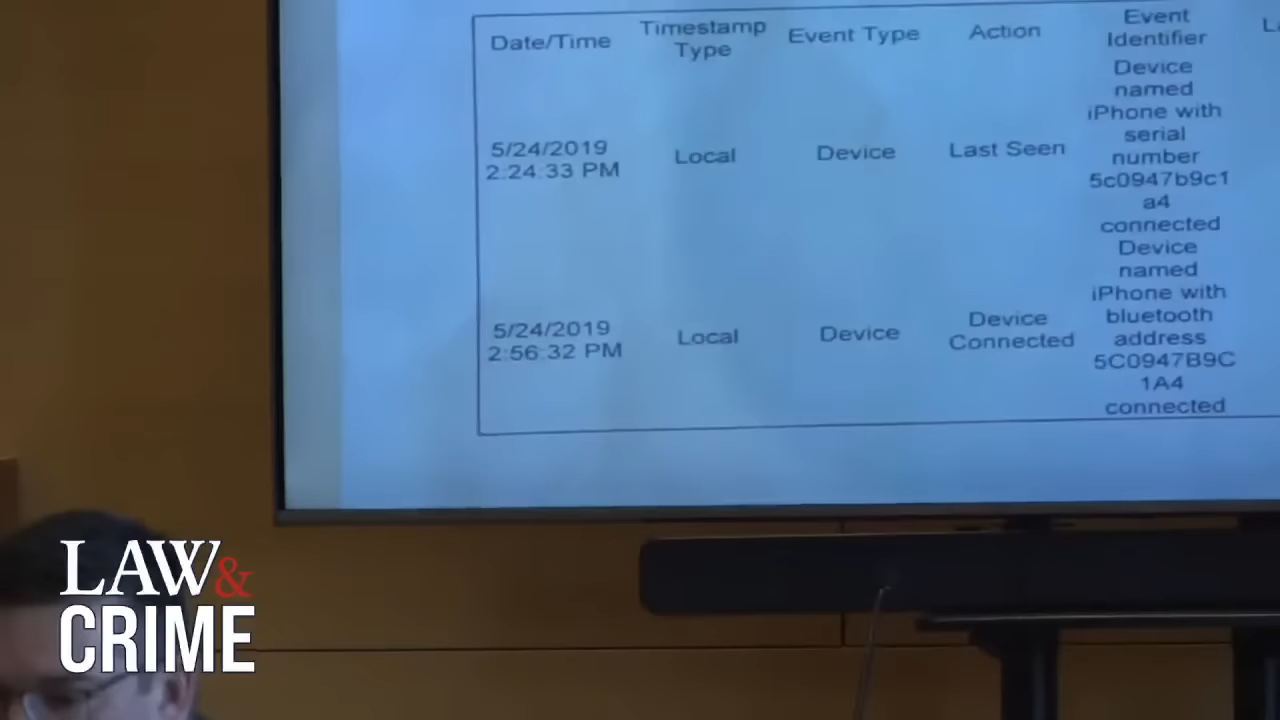 Date/Time
Timestamp
Type
Event Type
Action
Event
Identifier
5/24/2019
2:24:33 PM
Local
Device
Last Seen
Device
named
iPhone with
serial
number
5c0947b9c1
a4
connected
5/24/2019
2:56:32 PM
Local
Device
Device
Connected
Device
named
iPhone with
bluetooth
address
5C0947B9C
1A4
connected
LAW&
CRIME